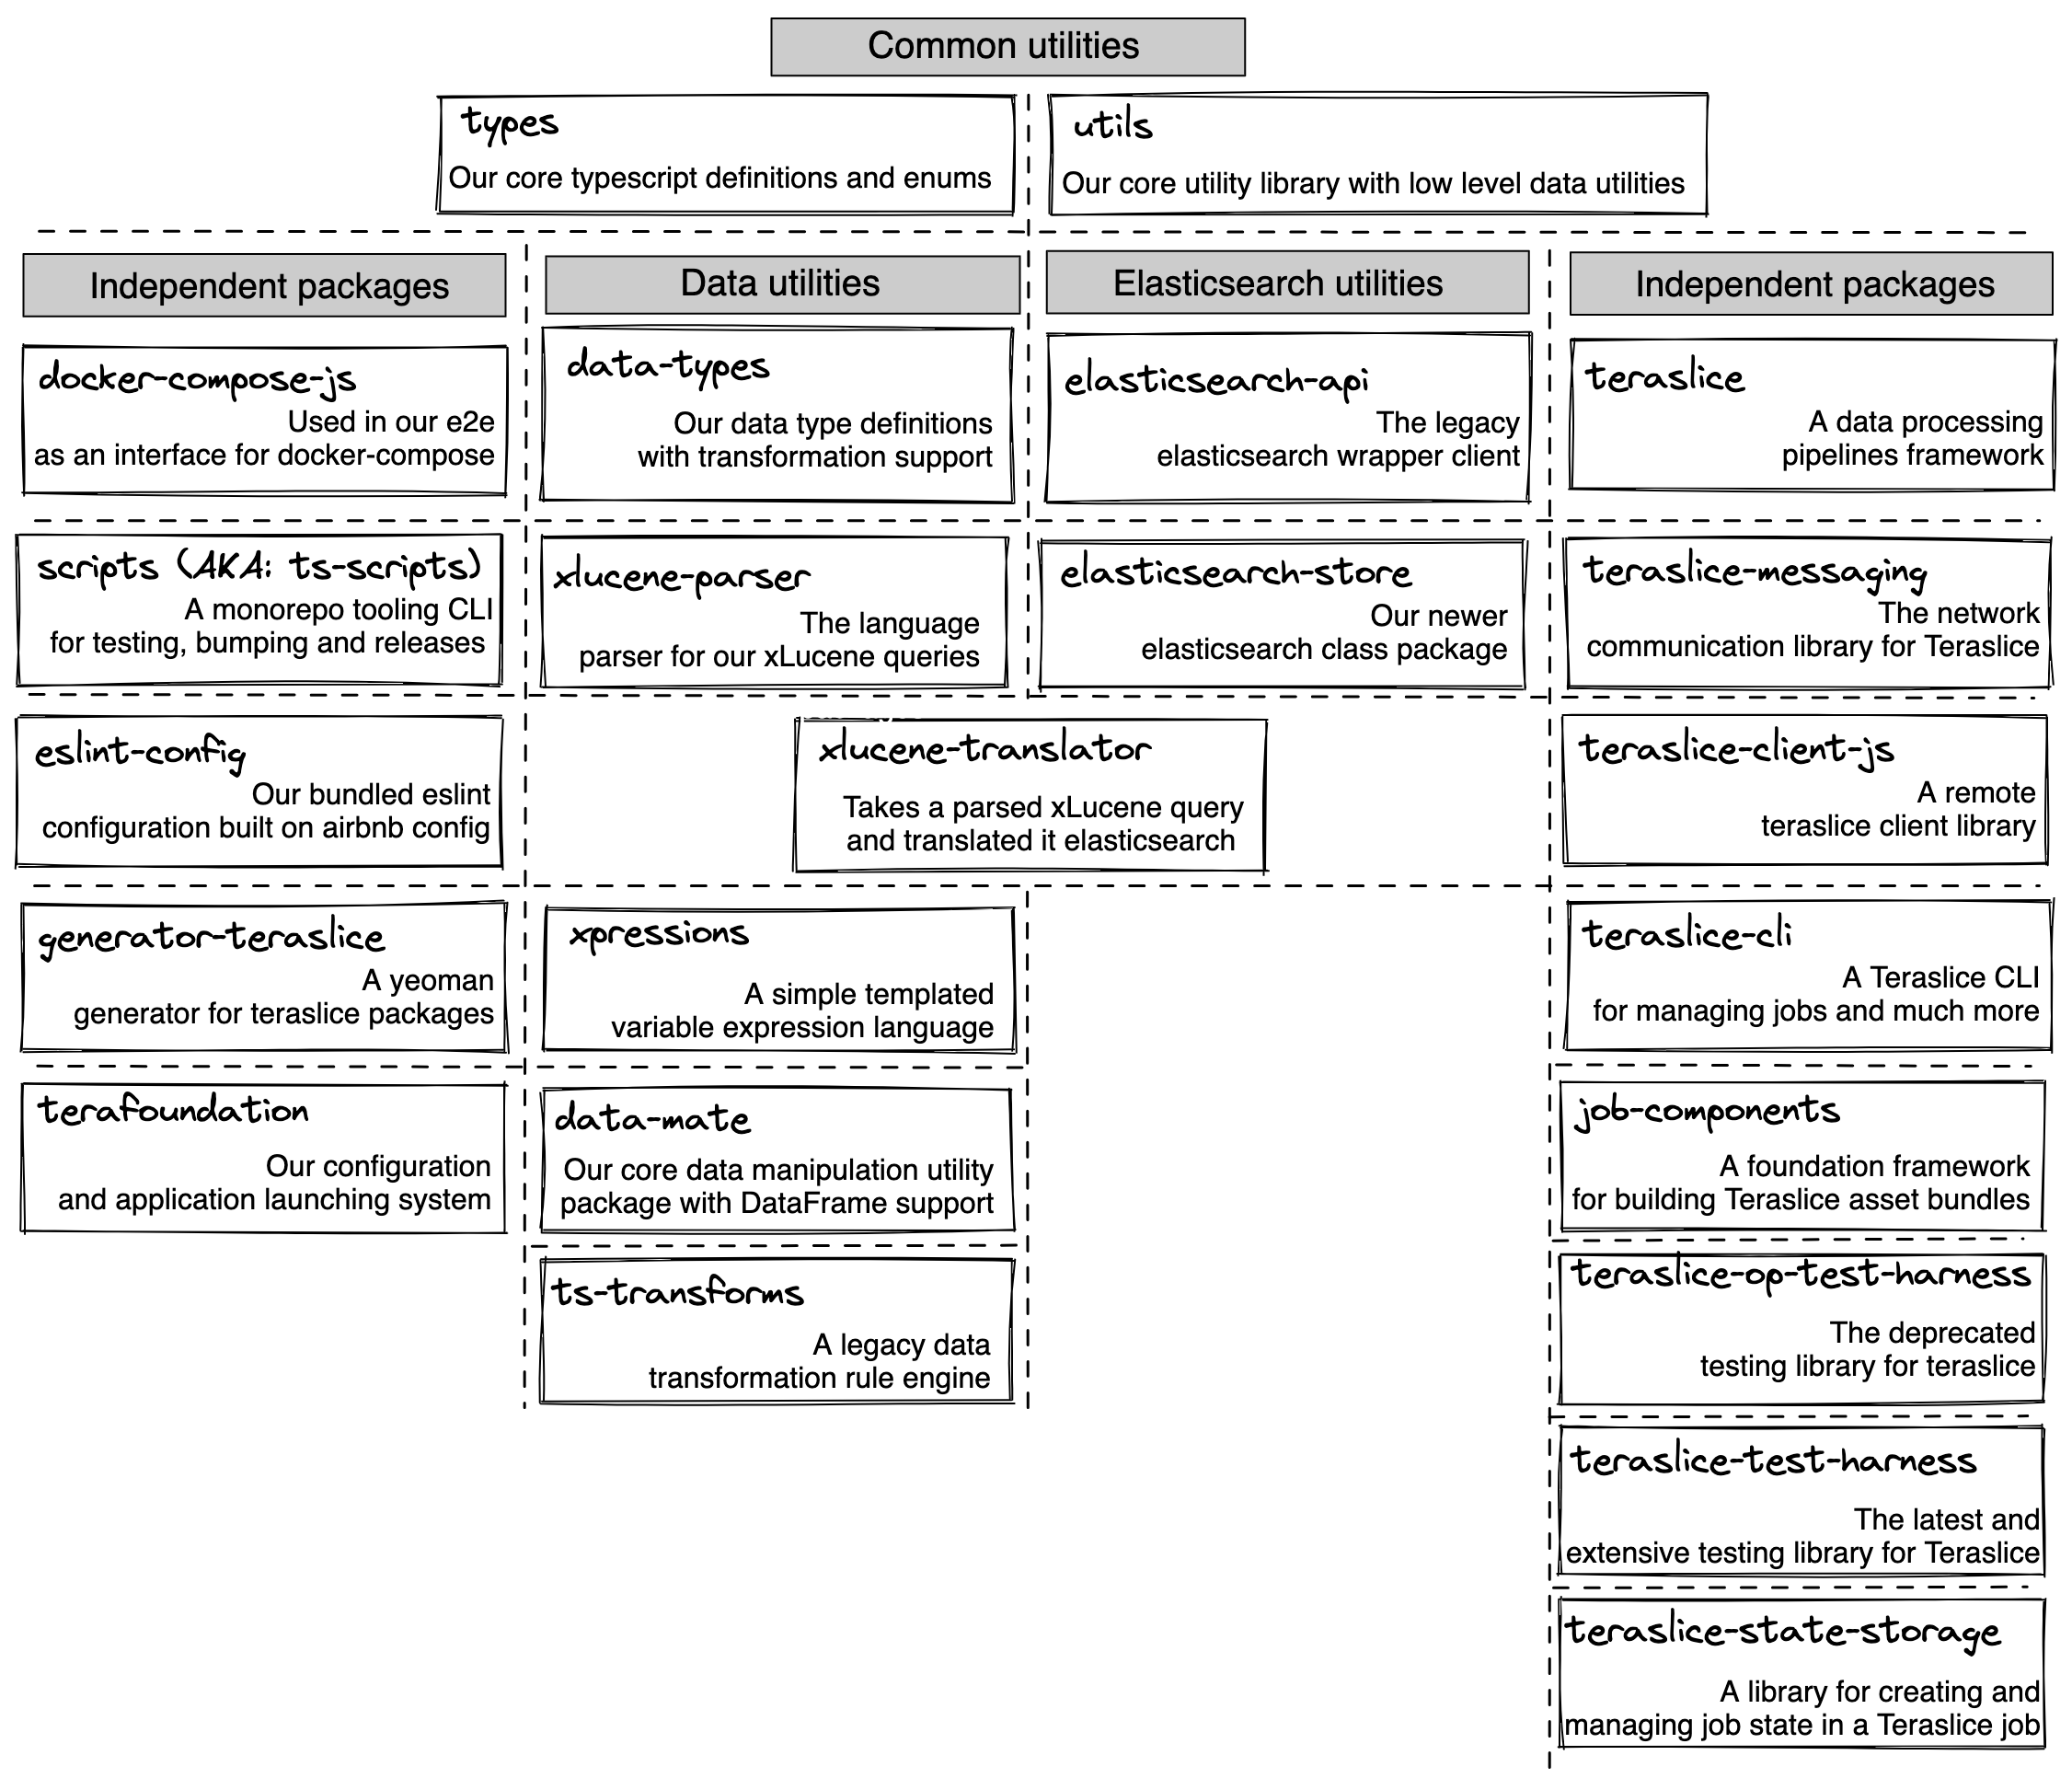 Common utilities
types
Our core typescript definitions and enums
utils
Our core utility library with low level data utilities
Independent packages
docker-compose-js
Used in our e2e
as an interface for docker-compose
scripts (AKA: ts-scripts)
A monorepo tooling CLI
for testing, bumping and releases
eslint-config
Our bundled eslint
configuration built on airbnb config
generator-teraslice
A yeoman
generator for teraslice packages
terafoundation
Our configuration
and application launching system
Data utilities
data-types
Our data type definitions
with transformation support
xlucene-parser
The language
parser for our xLucene queries
Elasticsearch utilities
elasticsearch-api
The legacy
elasticsearch wrapper client
elasticsearch-store
Our newer
elasticsearch class package
xlucene-translator
Takes a parsed xLucene query
and translated it elasticsearch
xpressions
A simple templated
variable expression language
data-mate
Our core data manipulation utility
package with DataFrame support
ts-transforms
A legacy data
transformation rule engine
Independent packages
teraslice
A data processing
pipelines framework
teraslice-messaging
The network
communication library for Teraslice
teraslice-client-js
A remote
teraslice client library
teraslice-cli
A Teraslice CLI
for managing jobs and much more
job-components
A foundation framework
for building Teraslice asset bundles
teraslice-op-test-harness
The deprecated
testing library for teraslice
teraslice-test-harness
The latest and
extensive testing library for Teraslice
teraslice-state-storage
A library for creating and
managing job state in a Teraslice job